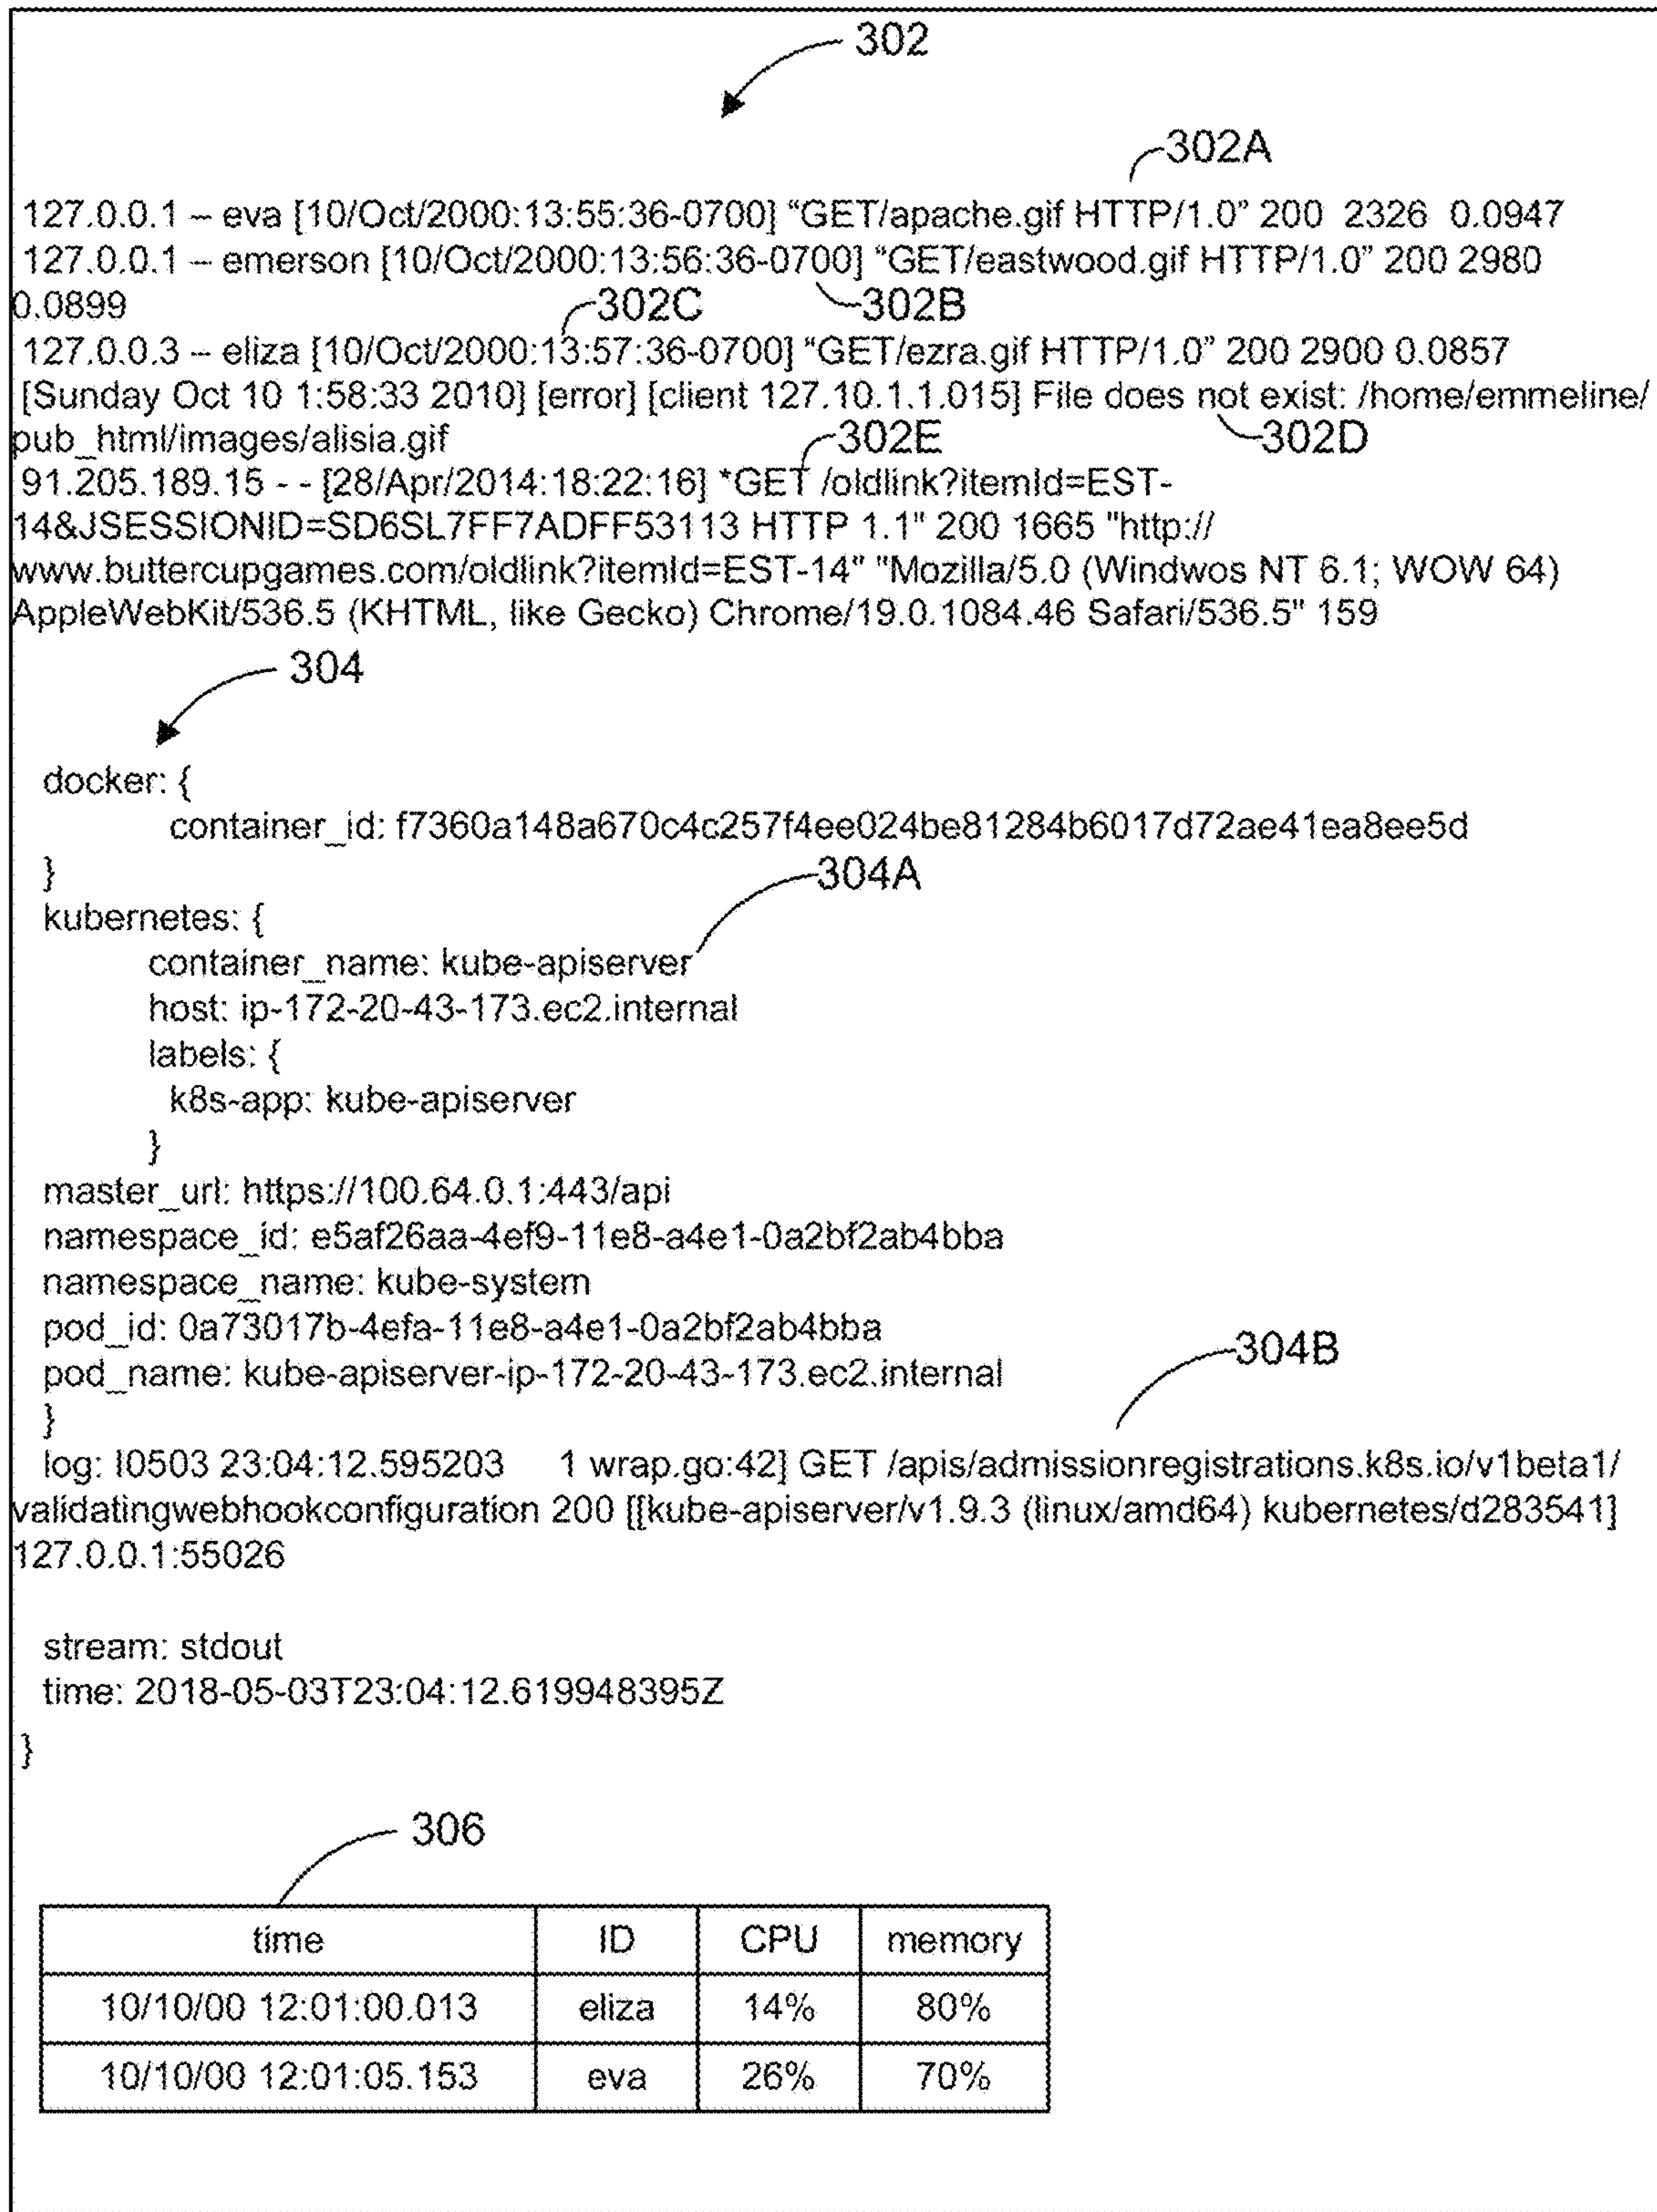 302
302A
127.0.0.1 – eva [10/Oct/2000:13:55:36-0700] “GET/apache.gif HTTP/1.0” 200 2326 0.0947
127.0.0.1 – emerson [10/Oct/2000:13:56:36-0700] “GET/eastwood.gif HTTP/1.0” 200 2980
0.0899
302C
302B
127.0.0.3 – eliza [10/Oct/2000:13:57:36-0700] “GET/ezra.gif HTTP/1.0” 200 2900 0.0857
[Sunday Oct 10 1:58:33 2010] [error] [client 127.10.1.1.015] File does not exist: /home/emmeline/
pub_html/images/alisia.gif
302E
302D
91.205.189.15 - - [28/Apr/2014:18:22:16] *GET /oldlink?itemId=EST-
14&JSESSIONID=SD6SL7FF7ADFF53113 HTTP 1.1" 200 1665 "http://
www.buttercupgames.com/oldlink?itemId=EST-14" "Mozilla/5.0 (Windwos NT 6.1; WOW 64)
AppleWebKit/536.5 (KHTML, like Gecko) Chrome/19.0.1084.46 Safari/536.5" 159
304
docker: {
container_id: f7360a148a670c4c257f4ee024be81284b6017d72ae41ea8ee5d
}
304A
kubernetes: {
container_name: kube-apiserver
host: ip-172-20-43-173.ec2.internal
labels: {
k8s-app: kube-apiserver
}
master_url: https://100.64.0.1:443/api
namespace_id: e5af26aa-4ef9-11e8-a4e1-0a2bf2ab4bba
namespace_name: kube-system
pod_id: 0a73017b-4efa-11e8-a4e1-0a2bf2ab4bba
304B
pod_name: kube-apiserver-ip-172-20-43-173.ec2.internal
}
log: I0503 23:04:12.595203 1 wrap.go:42] GET /apis/admissionregistrations.k8s.io/v1beta1/
validatingwebhookconfiguration 200 [[kube-apiserver/v1.9.3 (linux/amd64) kubernetes/d283541]
127.0.0.1:55026
stream: stdout
time: 2018-05-03T23:04:12.619948395Z
}
306
time ID CPU memory
10/10/00 12:01:00.013 eliza 14% 80%
10/10/00 12:01:05.153 eva 26% 70%